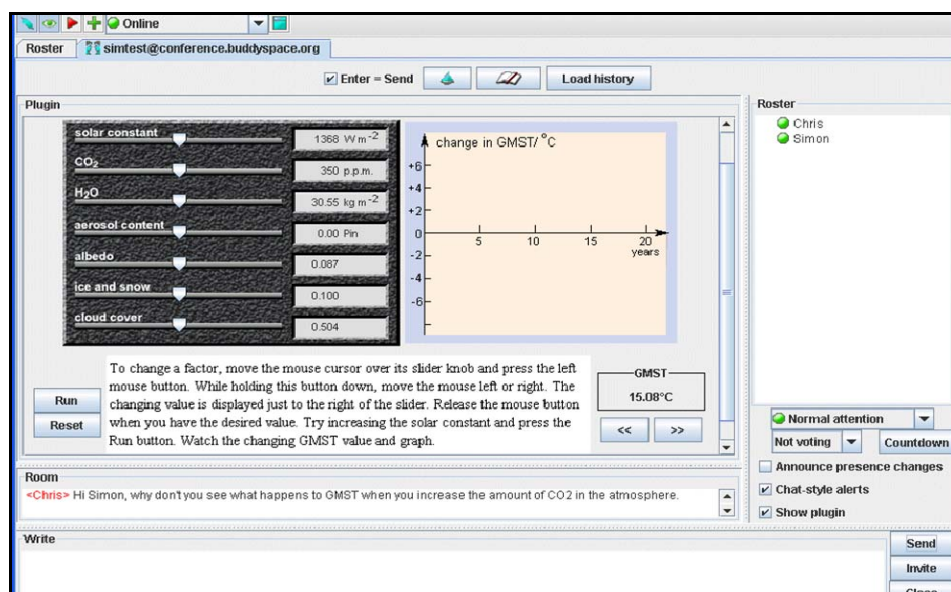 Online
Roster simtest@conference.buddyspace.org
Enter = Send Load history
Plugin
solar constant 1368 W m-2
CO2 350 p.p.m.
H2O 30.55 kg m-2
aerosol content 0.00 Pin
albedo 0.087
ice and snow 0.100
cloud cover 0.504
change in GMST/ °C
+6
+4
+2
0
-2
-4
-6
5 10 15 20
years
To change a factor, move the mouse cursor over its slider knob and press the left
mouse button. While holding this button down, move the mouse left or right. The
changing value is displayed just to the right of the slider. Release the mouse button
when you have the desired value. Try increasing the solar constant and press the
Run button. Watch the changing GMST value and graph.
Run
Reset
GMST
15.08°C
<< >>
Room
<Chris> Hi Simon, why don't you see what happens to GMST when you increase the amount of CO2 in the atmosphere.
Roster
Chris
Simon
Normal attention
Not voting Countdown
Announce presence changes
Chat-style alerts
Show plugin
Write
Send
Invite
Close